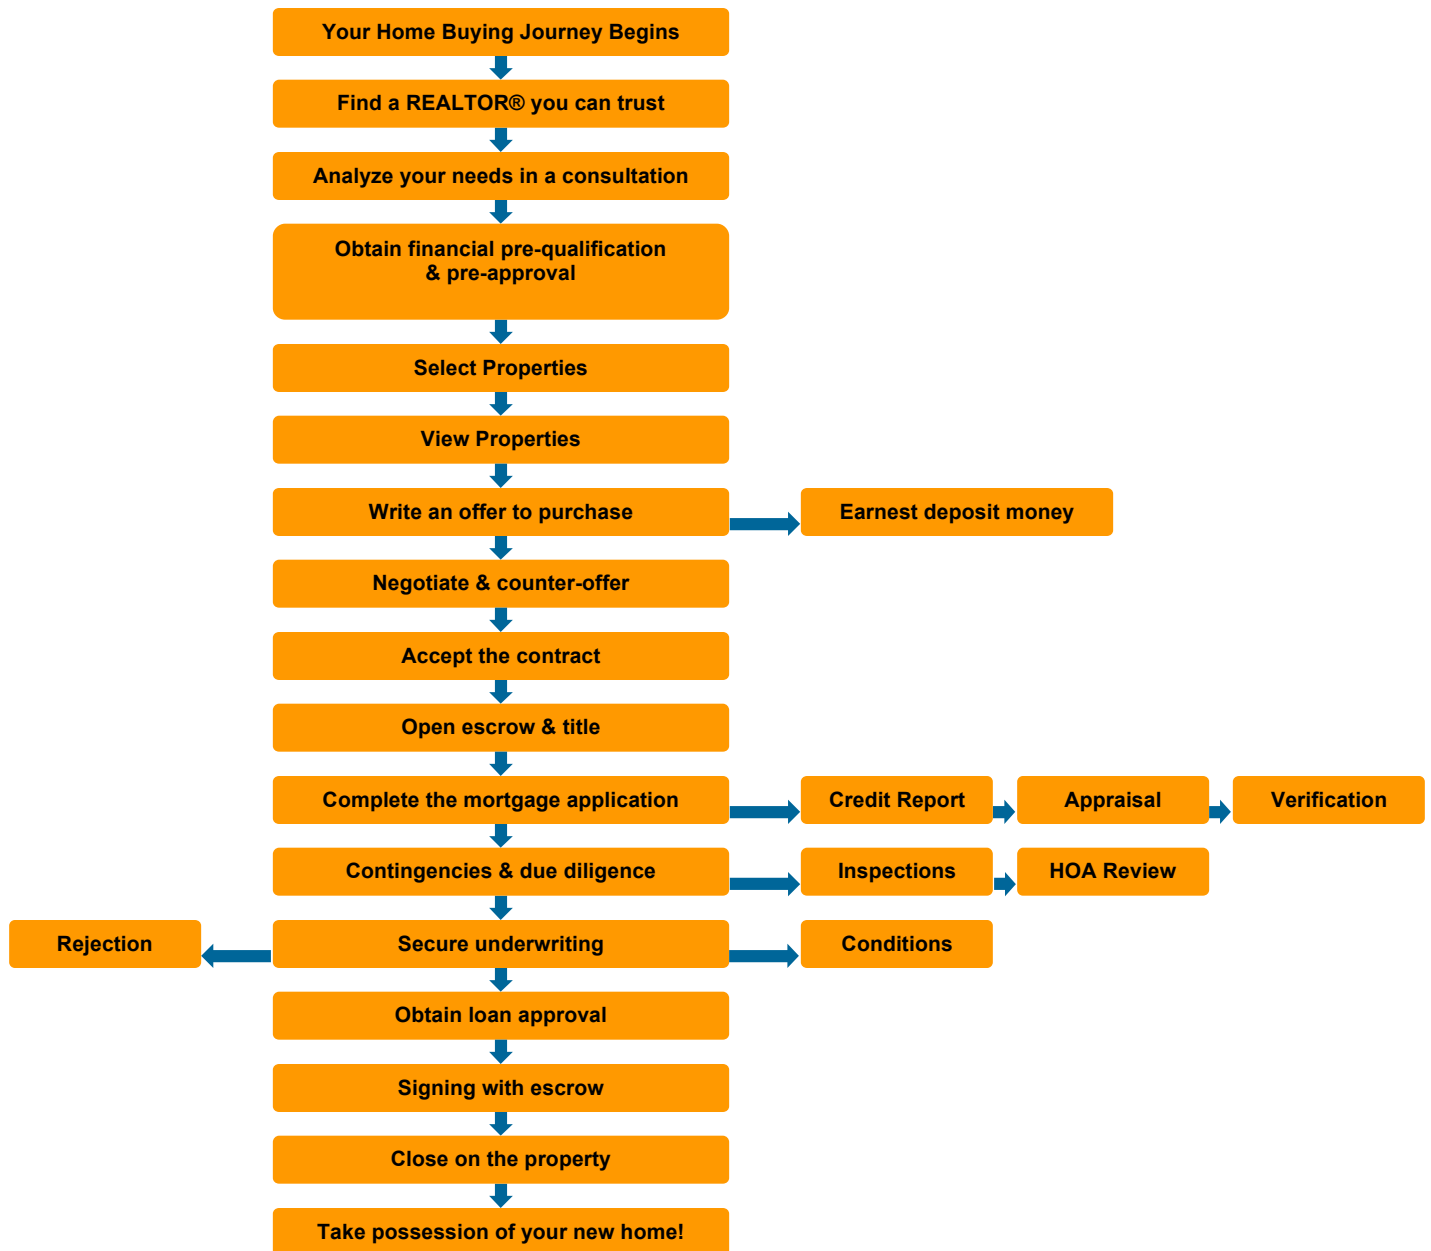 Your Home Buying Journey Begins
Find a REALTOR® you can trust
Analyze your needs in a consultation
Obtain financial pre-qualification
& pre-approval
Select Properties
View Properties
Write an offer to purchase
Earnest deposit money
Negotiate & counter-offer
Accept the contract
Open escrow & title
Complete the mortgage application
Credit Report
Appraisal
Verification
Contingencies & due diligence
Inspections
HOA Review
Rejection
Secure underwriting
Conditions
Obtain loan approval
Signing with escrow
Close on the property
Take possession of your new home!